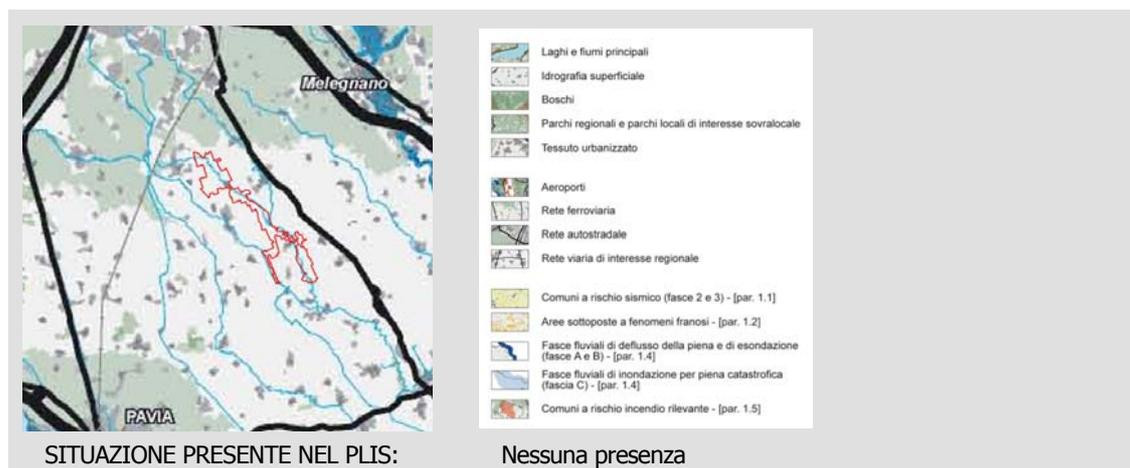 Melegnano
PAVIA
Laghi e fiumi principali
Idrografia superficiale
Boschi
Parchi regionali e parchi locali di interesse sovralocale
Tessuto urbanizzato
Aeroporti
Rete ferroviaria
Rete autostradale
Rete viaria di interesse regionale
Comuni a rischio sismico (fasce 2 e 3) - [par. 1.1]
Aree sottoposte a fenomeni franosi - [par. 1.2]
Fasce fluviali di deflusso della piena e di esondazione
(fasce A e B) - [par. 1.4]
Fasce fluviali di inondazione per piena catastrofica
(fascia C) - [par. 1.4]
Comuni a rischio incendio rilevante - [par. 1.5]
SITUAZIONE PRESENTE NEL PLIS: Nessuna presenza